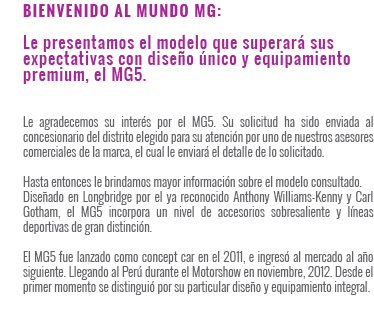 BIENVENIDO AL MUNDO MG:
Le presentamos el modelo que superará sus
expectativas con diseño único y equipamiento
premium, el MG5.
Le agradecemos su interés por el MG5. Su solicitud ha sido enviada al
concesionario del distrito elegido para su atención por uno de nuestros asesores
comerciales de la marca, el cual le enviará el detalle de lo solicitado.
Hasta entonces le brindamos mayor información sobre el modelo consultado.
Diseñado en Longbridge por el ya reconocido Anthony Williams-Kenny y Carl
Gotham, el MG5 incorpora un nivel de accesorios sobresaliente y líneas
deportivas de gran distinción.
El MG5 fue lanzado como concept car en el 2011, e ingresó al mercado al año
siguiente. Llegando al Perú durante el Motorshow en noviembre, 2012. Desde el
primer momento se distinguió por su particular diseño y equipamiento integral.